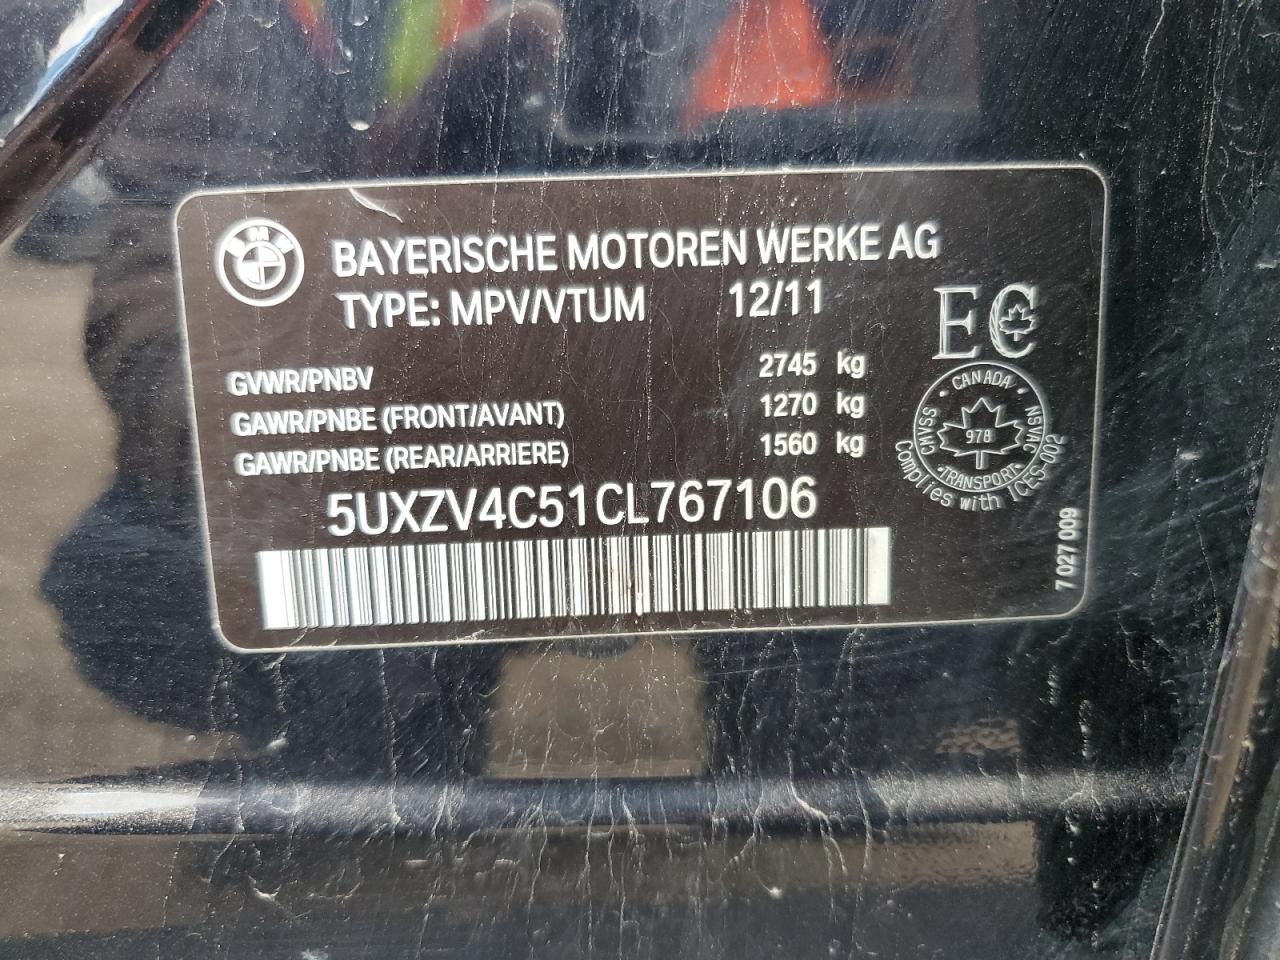 BMW
BAYERISCHE MOTOREN WERKE AG
TYPE: MPV/VTUM 12/11
GVWR/PNBV 2745 kg
GAWR/PNBE (FRONT/AVANT) 1270 kg
GAWR/PNBE (REAR/ARRIERE) 1560 kg
5UXZV4C51CL767106
EC
CANADA
CMVSS
NSVAC
978
TRANSPORT
Complies with ICES-002
7 027 009